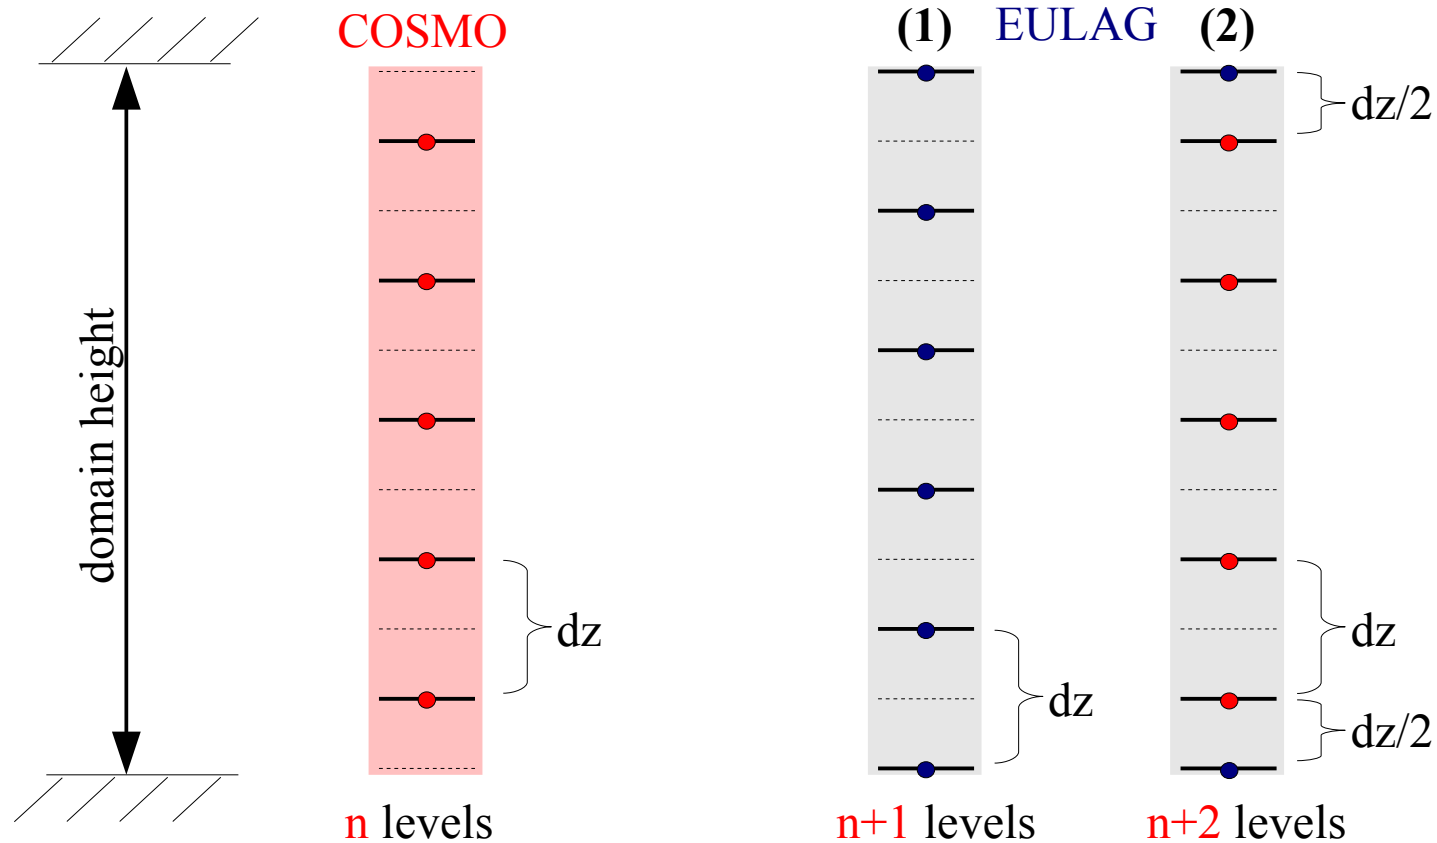 COSMO
(1) EULAG (2)
dz/2
domain height
dz
dz
dz
dz/2
n levels
n+1 levels
n+2 levels